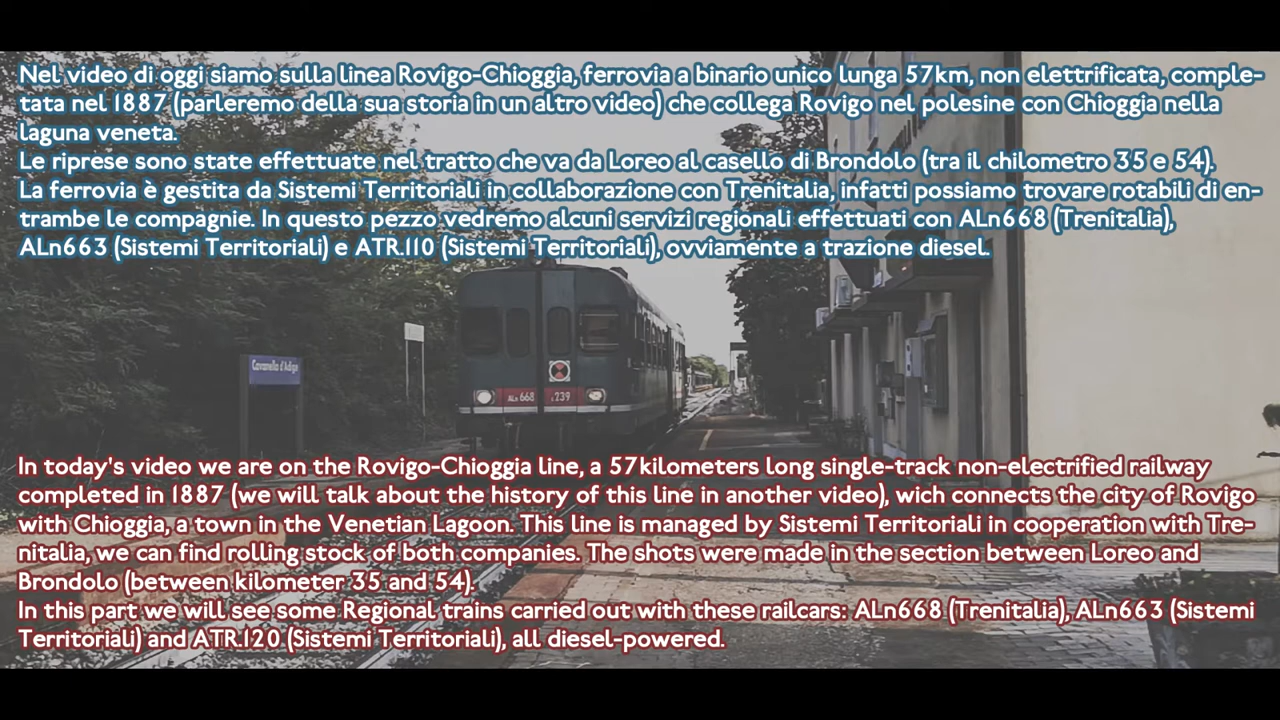 Nel video di oggi siamo sulla linea Rovigo-Chioggia, ferrovia a binario unico lunga 57km, non elettrificata, comple-
tata nel 1887 (parleremo della sua storia in un altro video) che collega Rovigo nel polesine con Chioggia nella
laguna veneta.
Le riprese sono state effettuate nel tratto che va da Loreo al casello di Brondolo (tra il chilometro 35 e 54).
La ferrovia è gestita da Sistemi Territoriali in collaborazione con Trenitalia, infatti possiamo trovare rotabili di en-
trambe le compagnie. In questo pezzo vedremo alcuni servizi regionali effettuati con ALn668 (Trenitalia),
ALn663 (Sistemi Territoriali) e ATR.110 (Sistemi Territoriali), ovviamente a trazione diesel.
Cavanella d'Adige
ALn 668
.239
In today's video we are on the Rovigo-Chioggia line, a 57kilometers long single-track non-electrified railway
completed in 1887 (we will talk about the history of this line in another video), wich connects the city of Rovigo
with Chioggia, a town in the Venetian Lagoon. This line is managed by Sistemi Territoriali in cooperation with Tre-
nitalia, we can find rolling stock of both companies. The shots were made in the section between Loreo and
Brondolo (between kilometer 35 and 54).
In this part we will see some Regional trains carried out with these railcars: ALn668 (Trenitalia), ALn663 (Sistemi
Territoriali) and ATR.120 (Sistemi Territoriali), all diesel-powered.